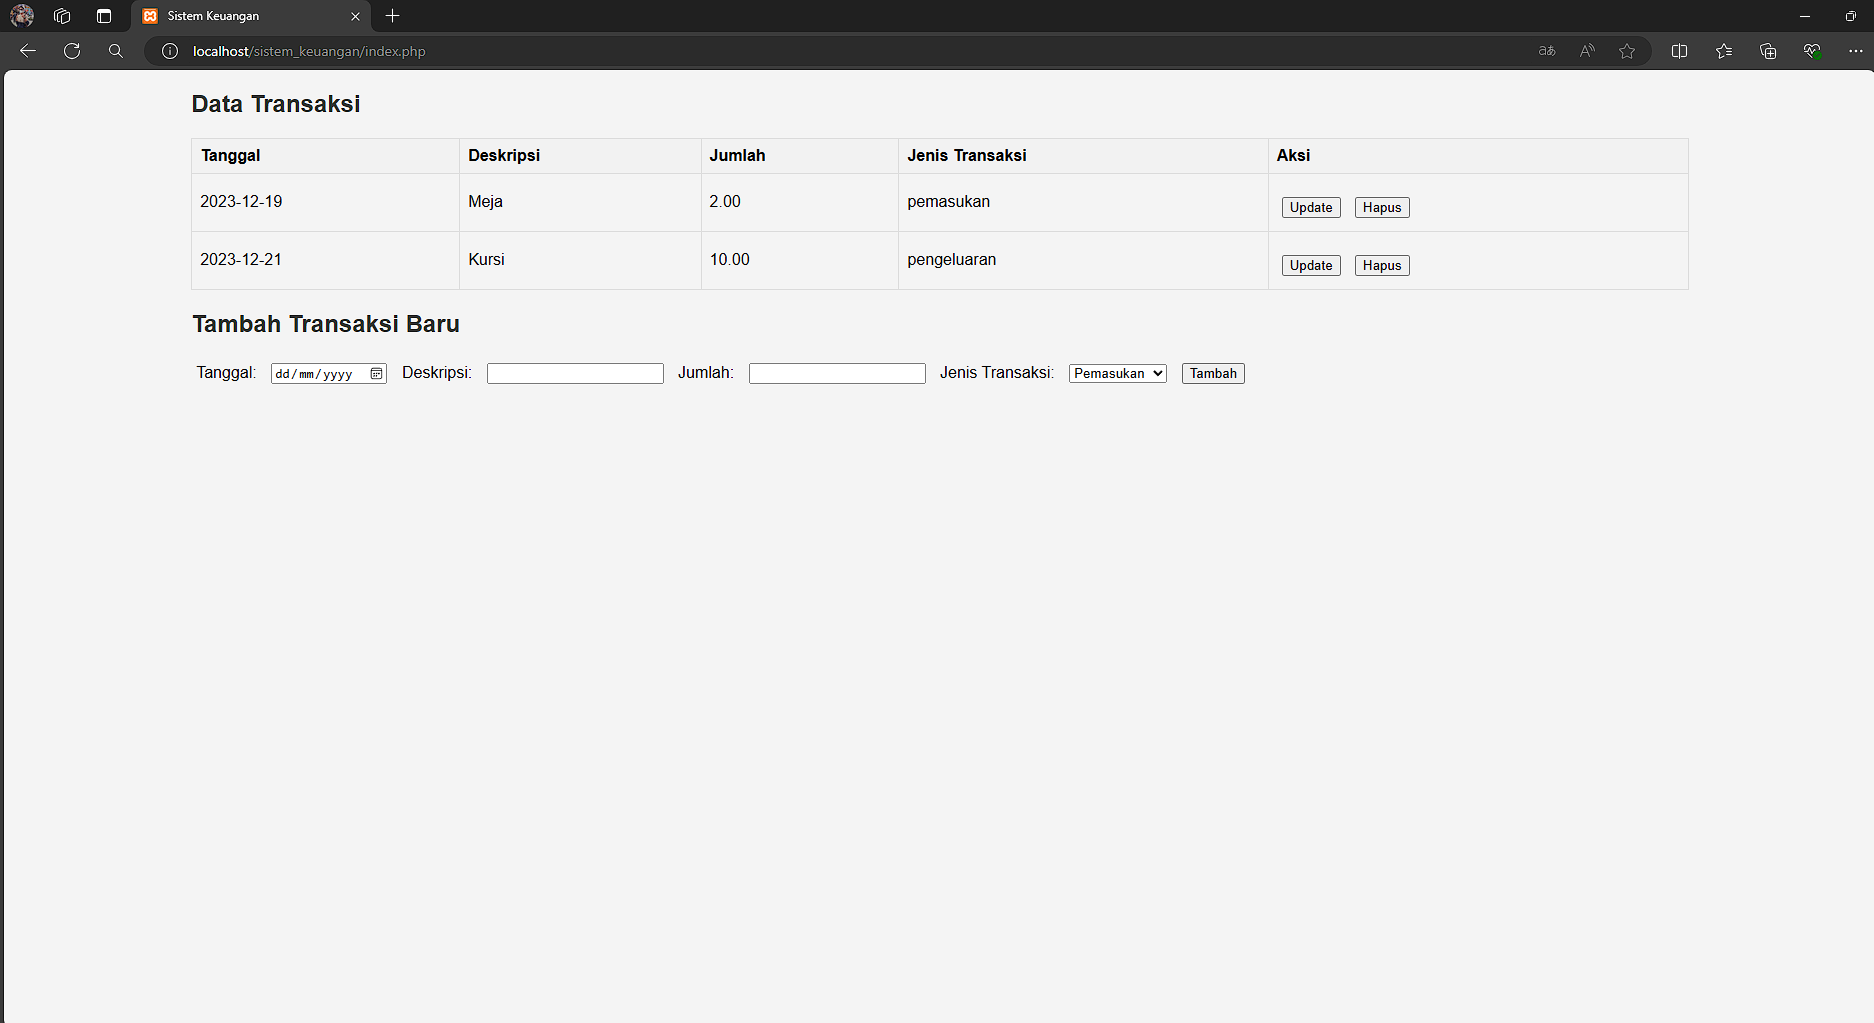 Sistem Keuangan
localhost/sistem_keuangan/index.php
Data Transaksi
Tanggal Deskripsi Jumlah Jenis Transaksi Aksi
2023-12-19 Meja 2.00 pemasukan Update Hapus
2023-12-21 Kursi 10.00 pengeluaran Update Hapus
Tambah Transaksi Baru
Tanggal: dd/mm/yyyy Deskripsi: Jumlah: Jenis Transaksi: Pemasukan Tambah